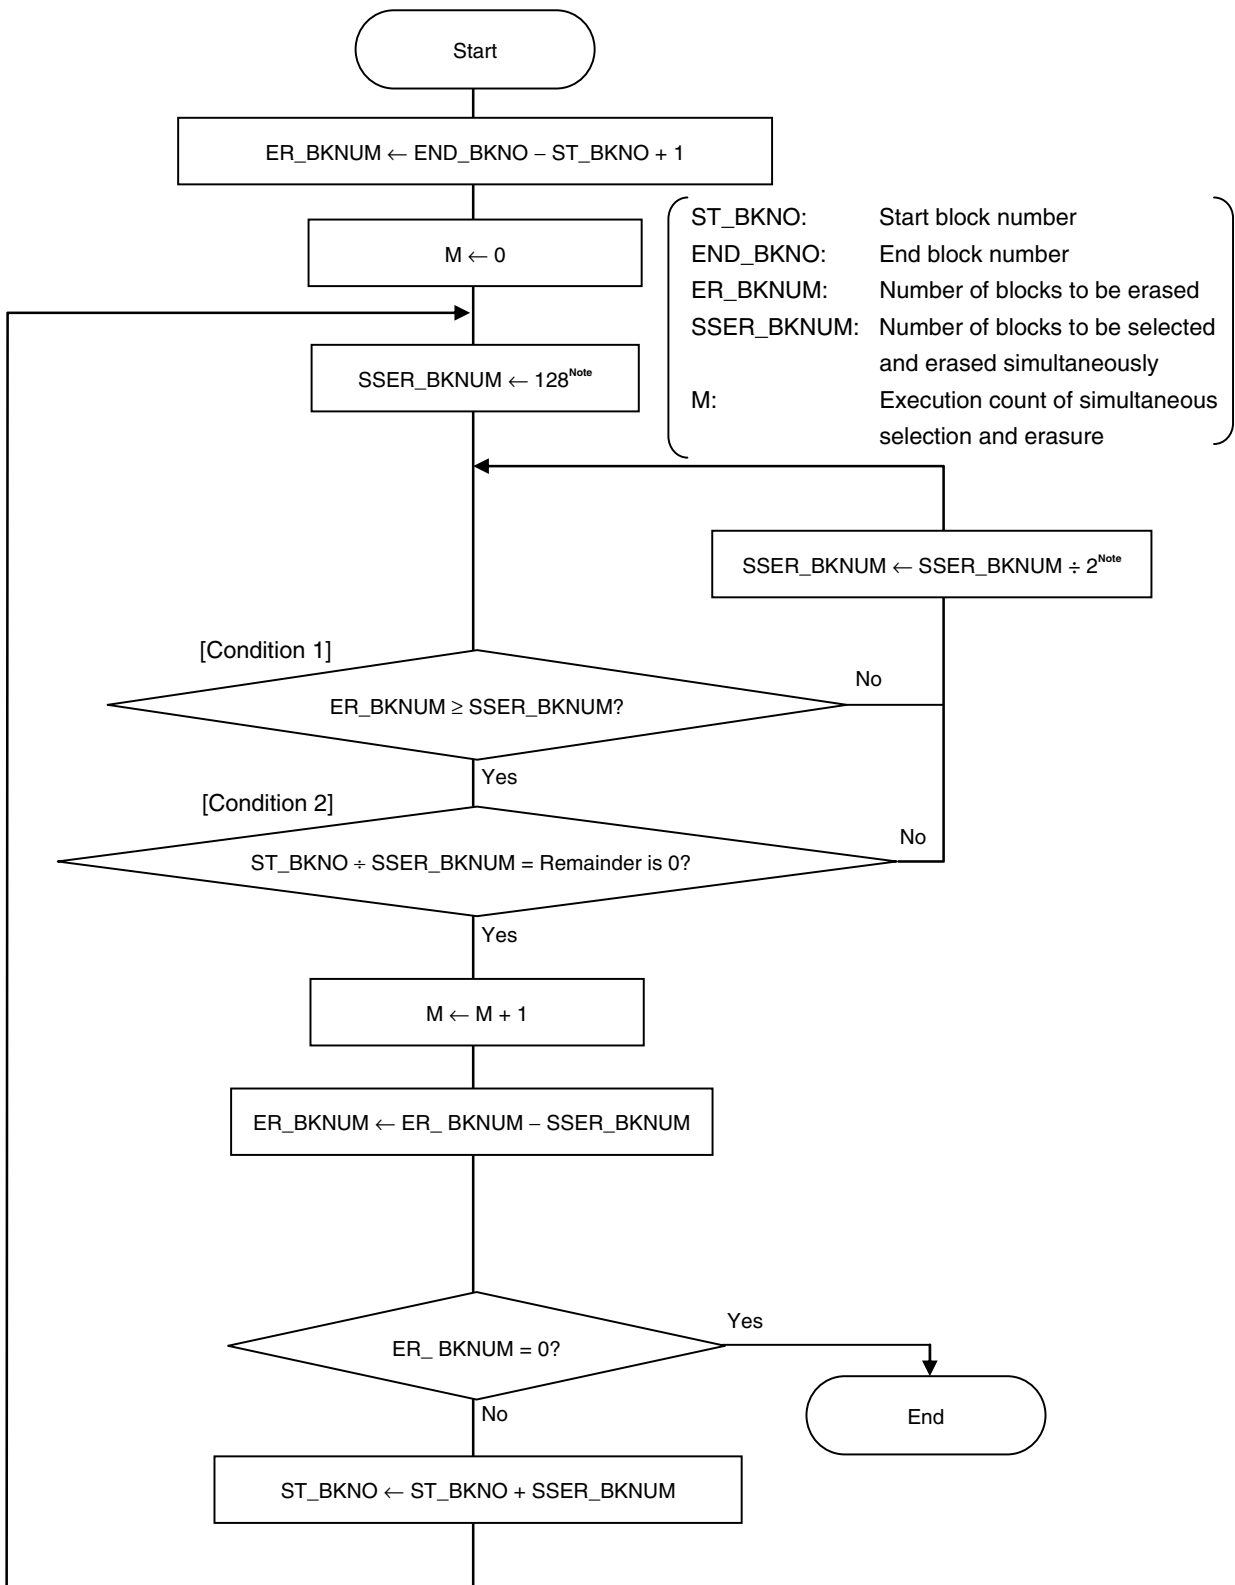 Start
ER_BKNUM ← END_BKNO – ST_BKNO + 1
M ← 0
ST_BKNO: Start block number
END_BKNO: End block number
ER_BKNUM: Number of blocks to be erased
SSER_BKNUM: Number of blocks to be selected
and erased simultaneously
M: Execution count of simultaneous
selection and erasure
SSER_BKNUM ← 128Note
SSER_BKNUM ← SSER_BKNUM ÷ 2Note
[Condition 1]
ER_BKNUM ≥ SSER_BKNUM?
No
Yes
[Condition 2]
ST_BKNO ÷ SSER_BKNUM = Remainder is 0?
No
Yes
M ← M + 1
ER_BKNUM ← ER_ BKNUM – SSER_BKNUM
ER_ BKNUM = 0?
Yes
No
End
ST_BKNO ← ST_BKNO + SSER_BKNUM